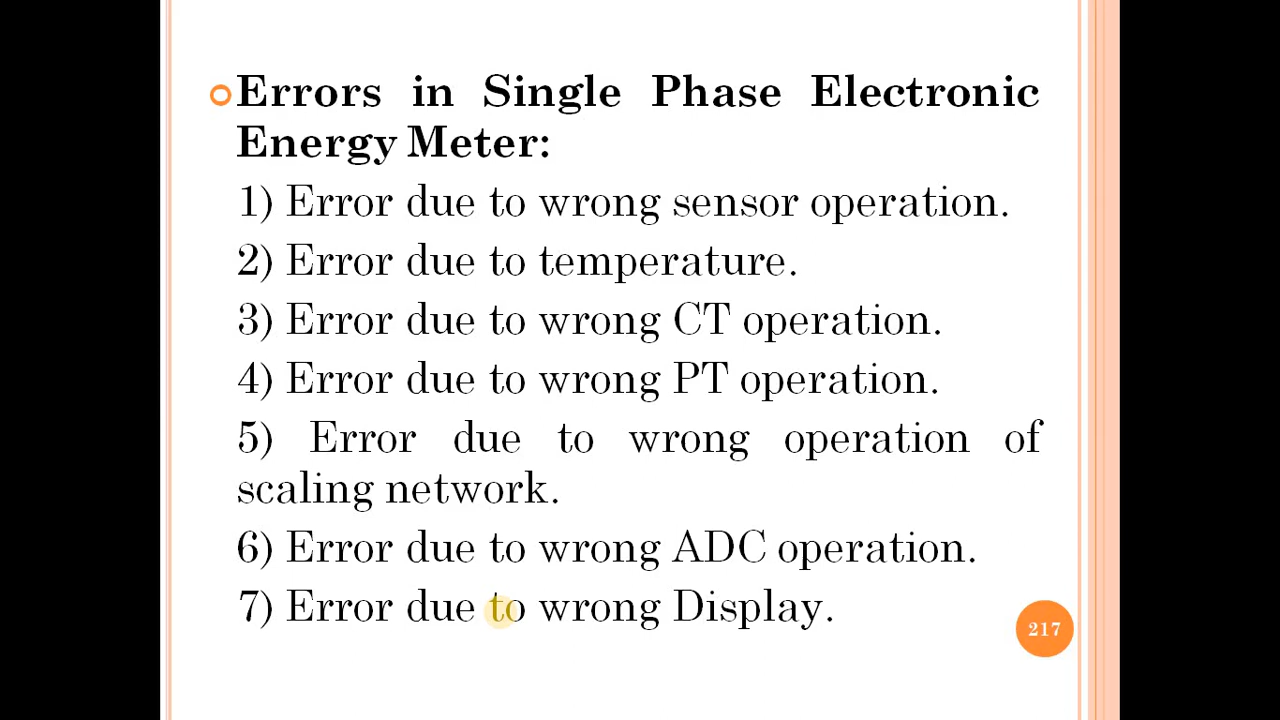 Errors in Single Phase Electronic
Energy Meter:
1) Error due to wrong sensor operation.
2) Error due to temperature.
3) Error due to wrong CT operation.
4) Error due to wrong PT operation.
5) Error due to wrong operation of
scaling network.
6) Error due to wrong ADC operation.
7) Error due to wrong Display.
217